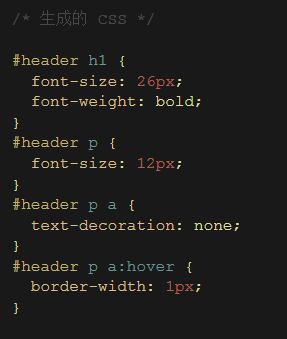 /* 生成的 CSS */
#header h1 {
  font-size: 26px;
  font-weight: bold;
}
#header p {
  font-size: 12px;
}
#header p a {
  text-decoration: none;
}
#header p a:hover {
  border-width: 1px;
}